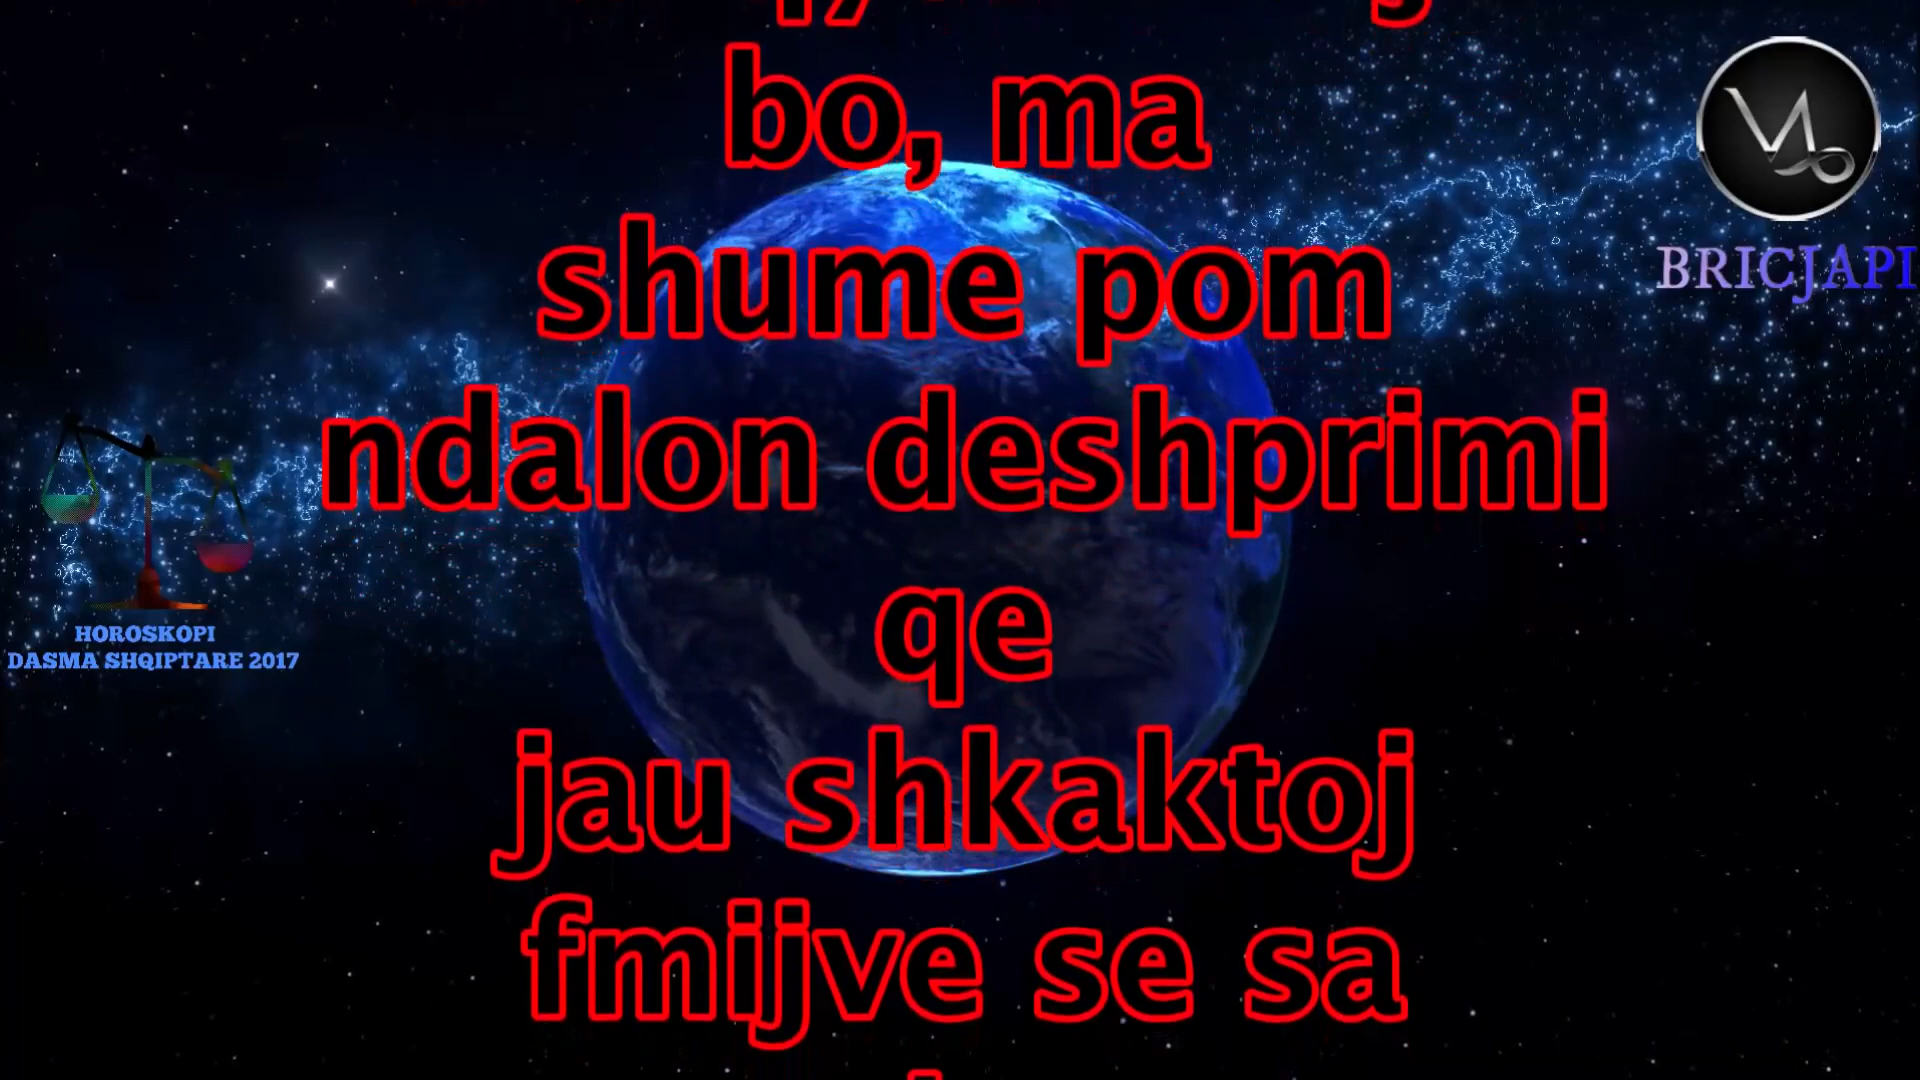 bo, ma
shume pom
ndalon deshprimi
qe
jau shkaktoj
fmijve se sa
BRICJAPI
HOROSKOPI
DASMA SHQIPTARE 2017